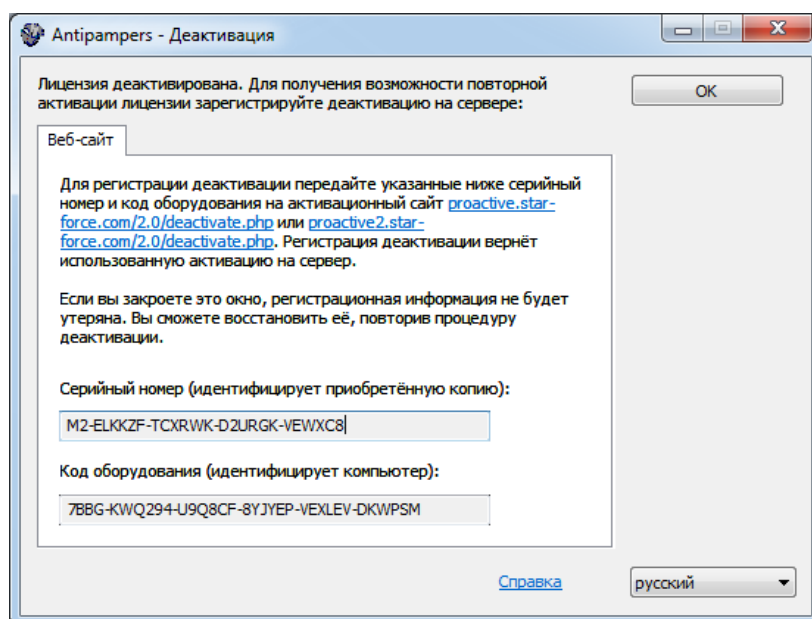 Antipampers - Деактивация
Лицензия деактивирована. Для получения возможности повторной
активации лицензии зарегистрируйте деактивацию на сервере:
OK
Веб-сайт
Для регистрации деактивации передайте указанные ниже серийный
номер и код оборудования на активационный сайт proactive.star-
force.com/2.0/deactivate.php или proactive2.star-
force.com/2.0/deactivate.php. Регистрация деактивации вернёт
использованную активацию на сервер.
Если вы закроете это окно, регистрационная информация не будет
утеряна. Вы сможете восстановить её, повторив процедуру
деактивации.
Серийный номер (идентифицирует приобретённую копию):
M2-ELKKZF-TCXRWK-D2URGK-VEWXC8
Код оборудования (идентифицирует компьютер):
7BBG-KWQ294-U9Q8CF-8YJYEP-VEXLEV-DKWPSM
Справка
русский